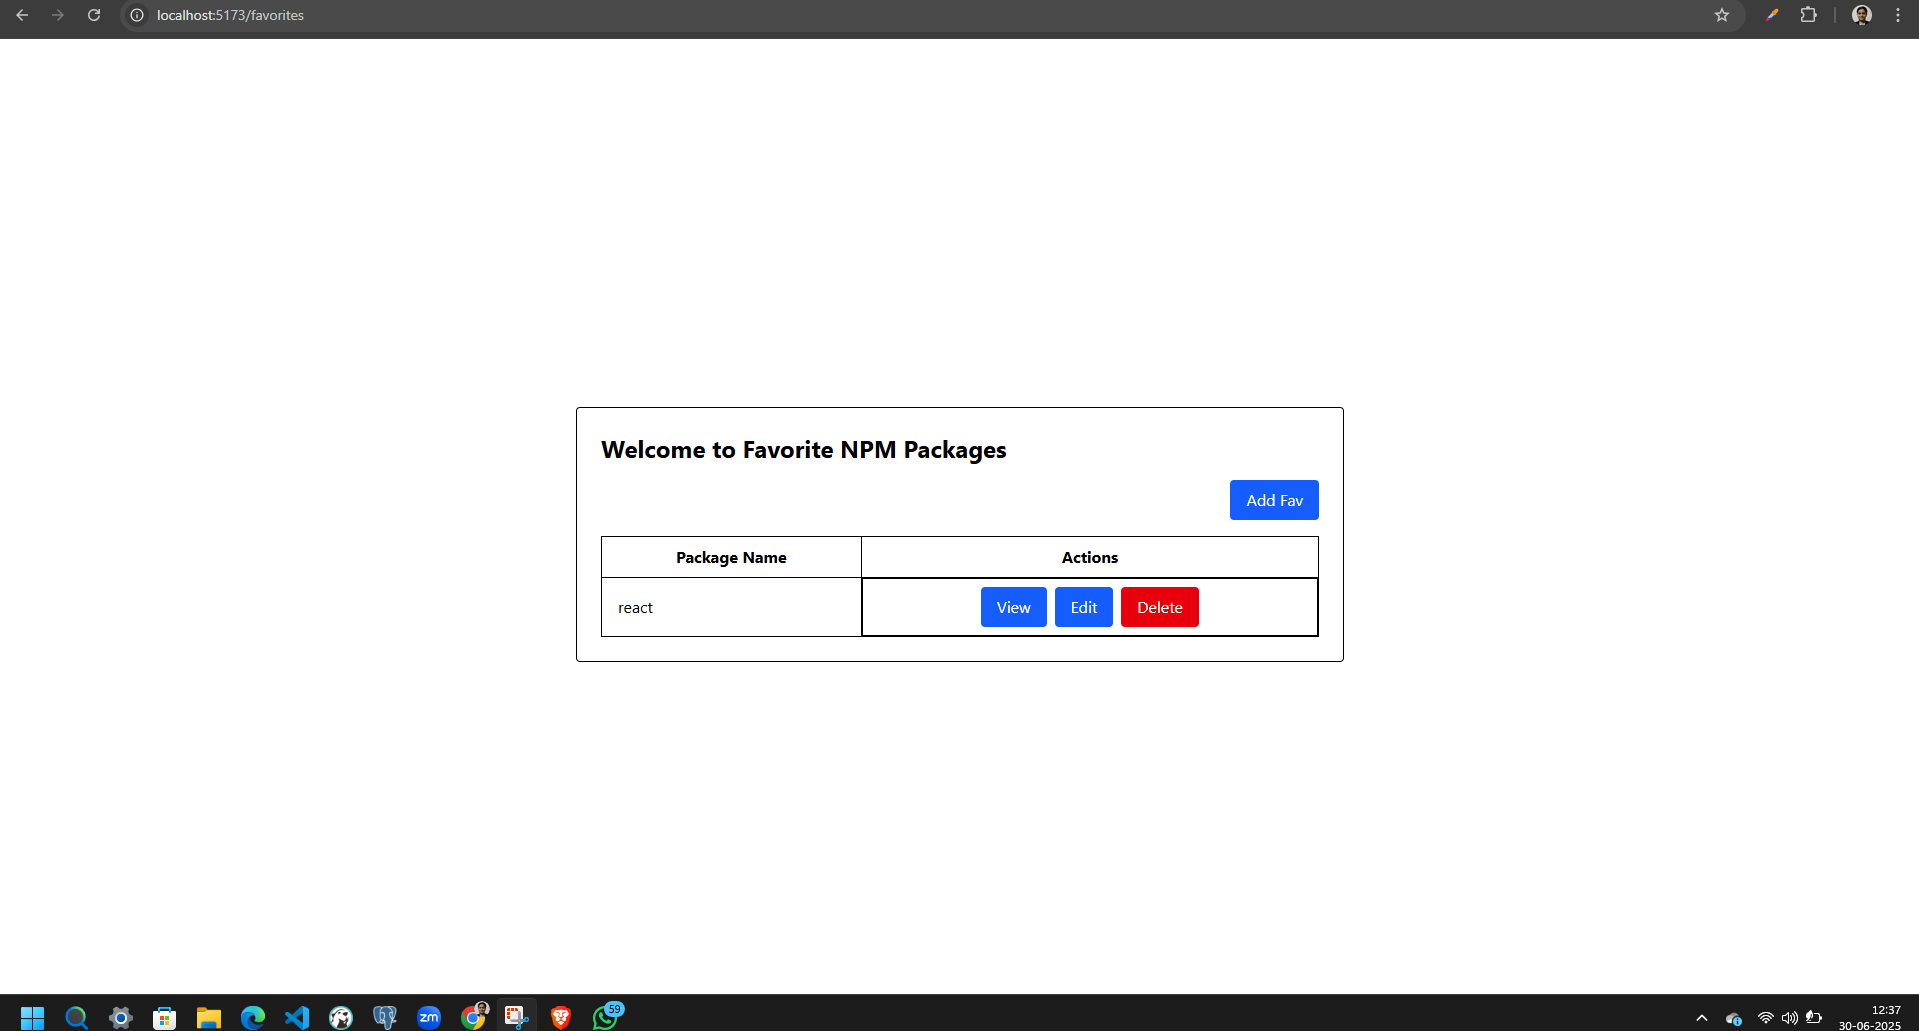 localhost:5173/favorites
Welcome to Favorite NPM Packages
Add Fav
Package Name Actions
react View Edit Delete
zm
59
12:37
30-06-2025